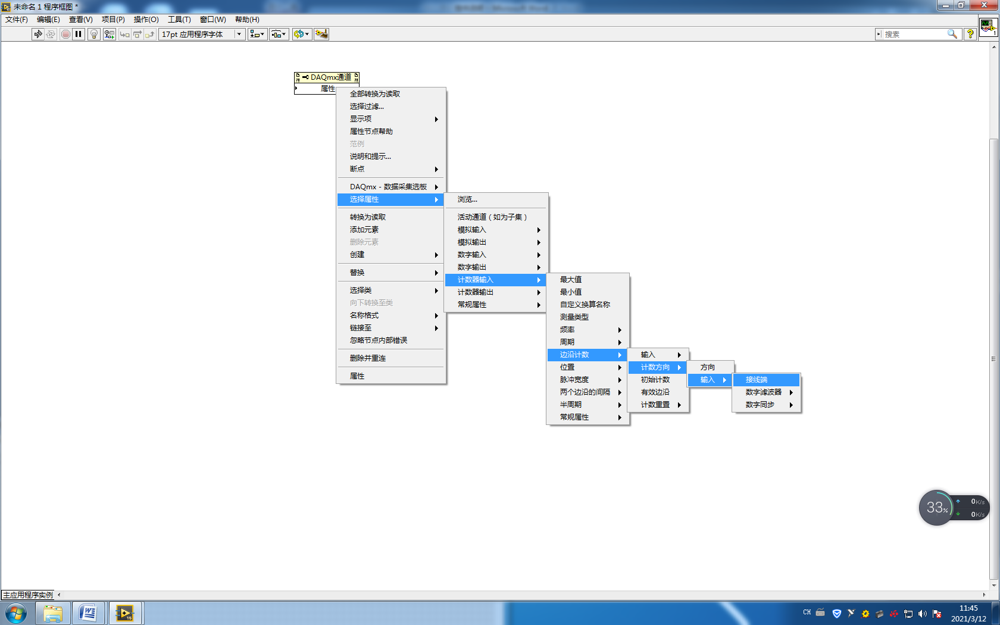 未命名 1 程序框图 *
文件(F) 编辑(E) 查看(V) 项目(P) 操作(O) 工具(T) 窗口(W) 帮助(H)
17pt 应用程序字体
搜索
DAQmx通道
属性
全部转换为读取
选择过滤...
显示项
属性节点帮助
范例
说明和提示...
断点
DAQmx - 数据采集选板
选择属性
转换为读取
添加元素
删除元素
创建
替换
选择类
向下转换至类
名称格式
链接至
忽略节点内部错误
删除并重连
属性
浏览...
活动通道（如为子集）
模拟输入
模拟输出
数字输入
数字输出
计数器输入
计数器输出
常规属性
最大值
最小值
自定义换算名称
测量类型
频率
周期
边沿计数
位置
脉冲宽度
两个边沿的间隔
半周期
常规属性
输入
计数方向
初始计数
有效边沿
计数重置
方向
输入
接线端
数字滤波器
数字同步
33%
0K/s
0K/s
主应用程序实例
CH
11:45
2021/3/12